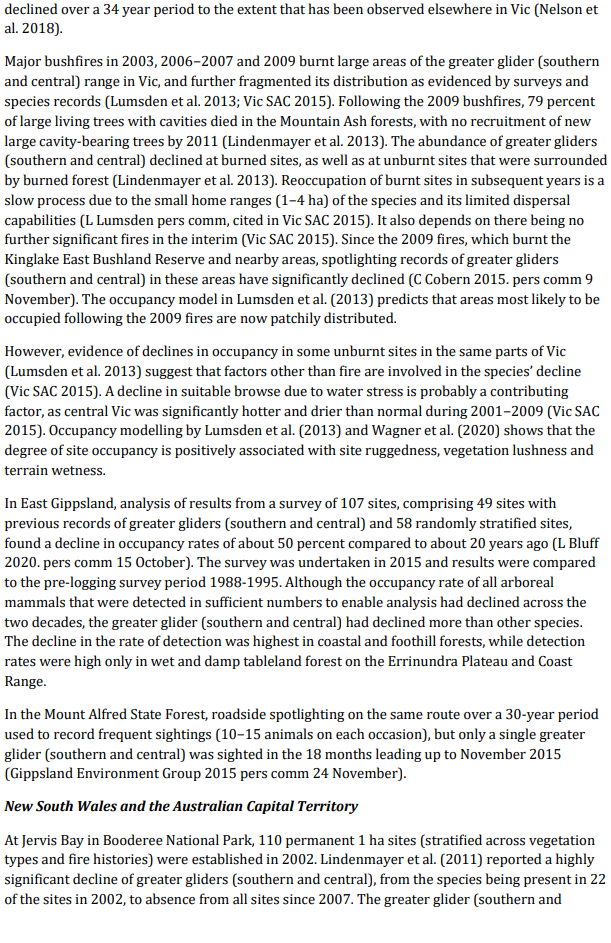 declined over a 34 year period to the extent that has been observed elsewhere in Vic (Nelson et
al. 2018).
Major bushfires in 2003, 2006–2007 and 2009 burnt large areas of the greater glider (southern
and central) range in Vic, and further fragmented its distribution as evidenced by surveys and
species records (Lumsden et al. 2013; Vic SAC 2015). Following the 2009 bushfires, 79 percent
of large living trees with cavities died in the Mountain Ash forests, with no recruitment of new
large cavity-bearing trees by 2011 (Lindenmayer et al. 2013). The abundance of greater gliders
(southern and central) declined at burned sites, as well as at unburnt sites that were surrounded
by burned forest (Lindenmayer et al. 2013). Reoccupation of burnt sites in subsequent years is a
slow process due to the small home ranges (1–4 ha) of the species and its limited dispersal
capabilities (L Lumsden pers comm, cited in Vic SAC 2015). It also depends on there being no
further significant fires in the interim (Vic SAC 2015). Since the 2009 fires, which burnt the
Kinglake East Bushland Reserve and nearby areas, spotlighting records of greater gliders
(southern and central) in these areas have significantly declined (C Cobern 2015. pers comm 9
November). The occupancy model in Lumsden et al. (2013) predicts that areas most likely to be
occupied following the 2009 fires are now patchily distributed.
However, evidence of declines in occupancy in some unburnt sites in the same parts of Vic
(Lumsden et al. 2013) suggest that factors other than fire are involved in the species’ decline
(Vic SAC 2015). A decline in suitable browse due to water stress is probably a contributing
factor, as central Vic was significantly hotter and drier than normal during 2001–2009 (Vic SAC
2015). Occupancy modelling by Lumsden et al. (2013) and Wagner et al. (2020) shows that the
degree of site occupancy is positively associated with site ruggedness, vegetation lushness and
terrain wetness.
In East Gippsland, analysis of results from a survey of 107 sites, comprising 49 sites with
previous records of greater gliders (southern and central) and 58 randomly stratified sites,
found a decline in occupancy rates of about 50 percent compared to about 20 years ago (L Bluff
2020. pers comm 15 October). The survey was undertaken in 2015 and results were compared
to the pre-logging survey period 1988-1995. Although the occupancy rate of all arboreal
mammals that were detected in sufficient numbers to enable analysis had declined across the
two decades, the greater glider (southern and central) had declined more than other species.
The decline in the rate of detection was highest in coastal and foothill forests, while detection
rates were high only in wet and damp tableland forest on the Errinundra Plateau and Coast
Range.
In the Mount Alfred State Forest, roadside spotlighting on the same route over a 30-year period
used to record frequent sightings (10–15 animals on each occasion), but only a single greater
glider (southern and central) was sighted in the 18 months leading up to November 2015
(Gippsland Environment Group 2015 pers comm 24 November).
New South Wales and the Australian Capital Territory
At Jervis Bay in Booderee National Park, 110 permanent 1 ha sites (stratified across vegetation
types and fire histories) were established in 2002. Lindenmayer et al. (2011) reported a highly
significant decline of greater gliders (southern and central), from the species being present in 22
of the sites in 2002, to absence from all sites since 2007. The greater glider (southern and